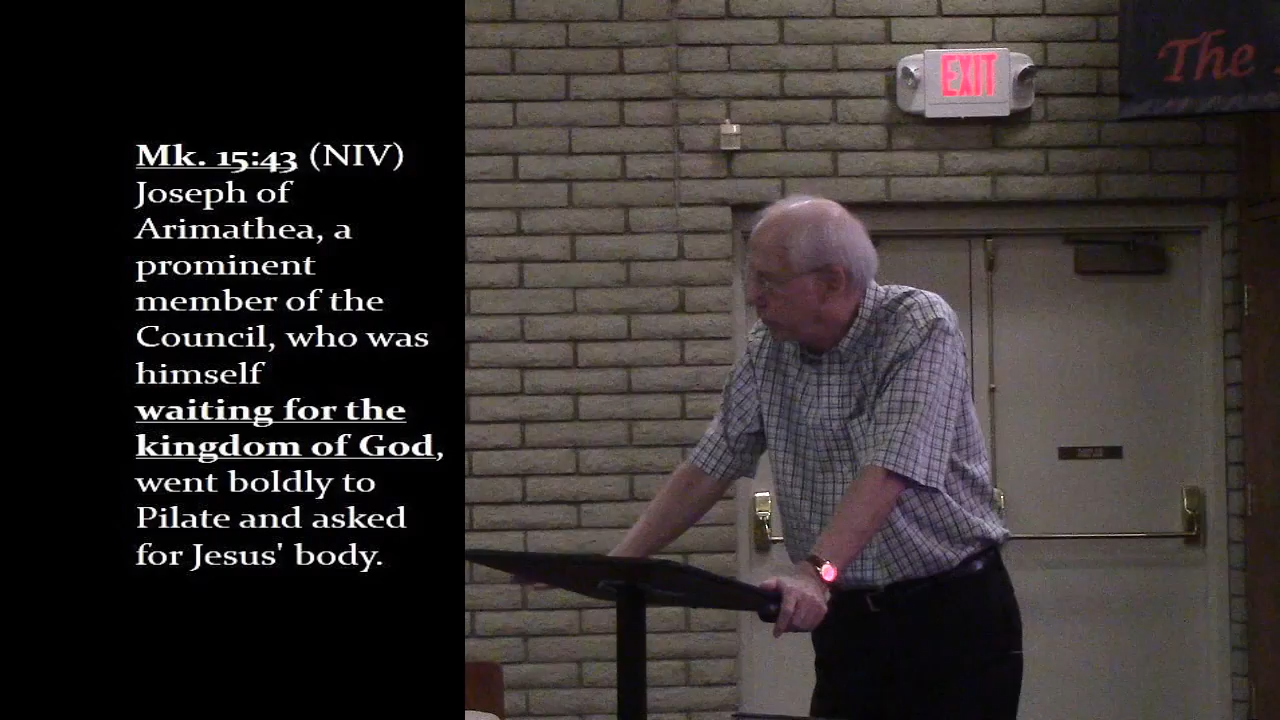 Mk. 15:43 (NIV)
Joseph of
Arimathea, a
prominent
member of the
Council, who was
himself
waiting for the
kingdom of God,
went boldly to
Pilate and asked
for Jesus' body.
EXIT
The